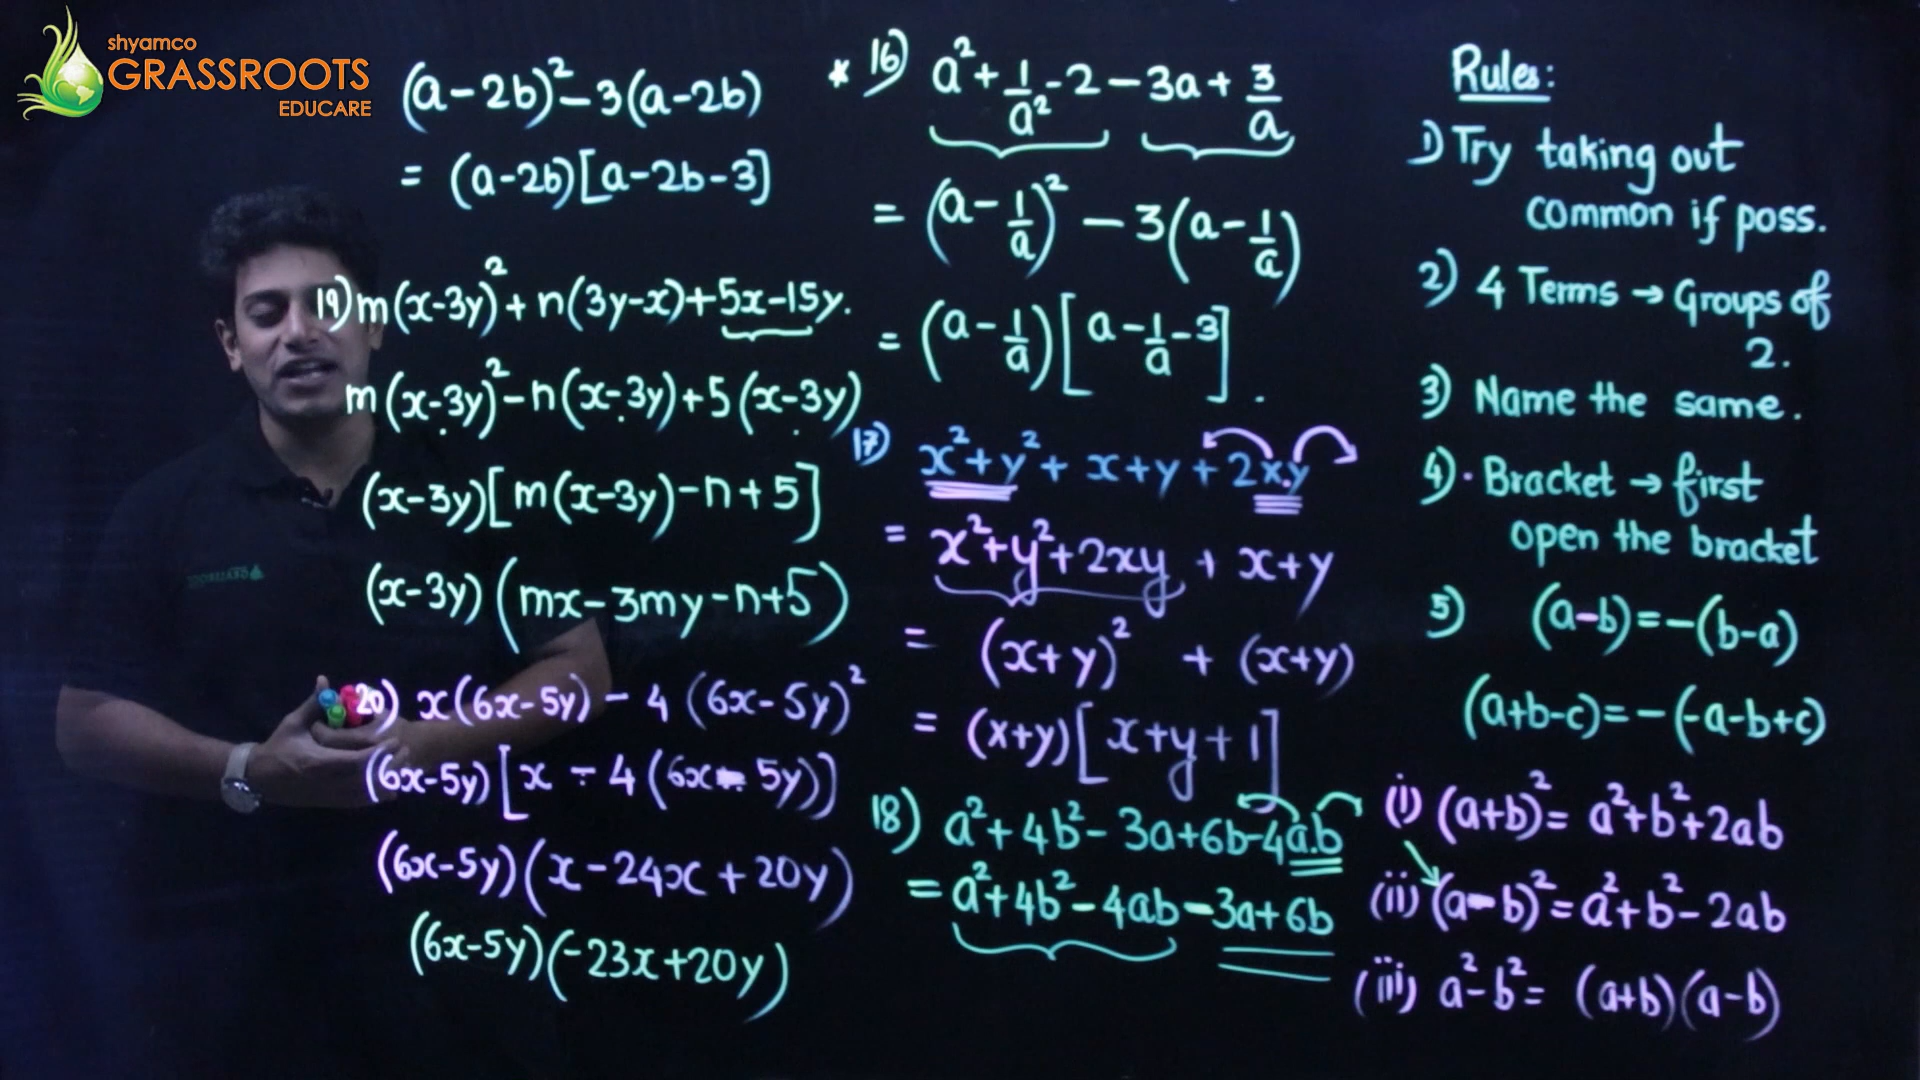 shyamco
GRASSROOTS
EDUCARE
(a-2b)²-3(a-2b)
= (a-2b)[a-2b-3]
19) m(x-3y)²+n(3y-x)+5x-15y.
m(x-3y)²-n(x-3y)+5(x-3y)
(x-3y)[m(x-3y)-n+5]
(x-3y)(mx-3my-n+5)
20) x(6x-5y)-4(6x-5y)²
(6x-5y)[x-4(6x-5y)]
(6x-5y)(x-24x+20y)
(6x-5y)(-23x+20y)
* 16) a²+1/a²-2-3a+3/a
= (a-1/a)²-3(a-1/a)
= (a-1/a)[a-1/a-3].
17) x²+y²+x+y+2x.y
= x²+y²+2xy+x+y
= (x+y)²+(x+y)
= (x+y)[x+y+1]
18) a²+4b²-3a+6b-4a.b
= a²+4b²-4ab-3a+6b
Rules:
1) Try taking out
common if poss.
2) 4 Terms → Groups of
2.
3) Name the same.
4) • Bracket → first
open the bracket
5) (a-b)=-(b-a)
(a+b-c)=-(-a-b+c)
(i) (a+b)²=a²+b²+2ab
(ii) (a-b)²=a²+b²-2ab
(iii) a²-b²=(a+b)(a-b)